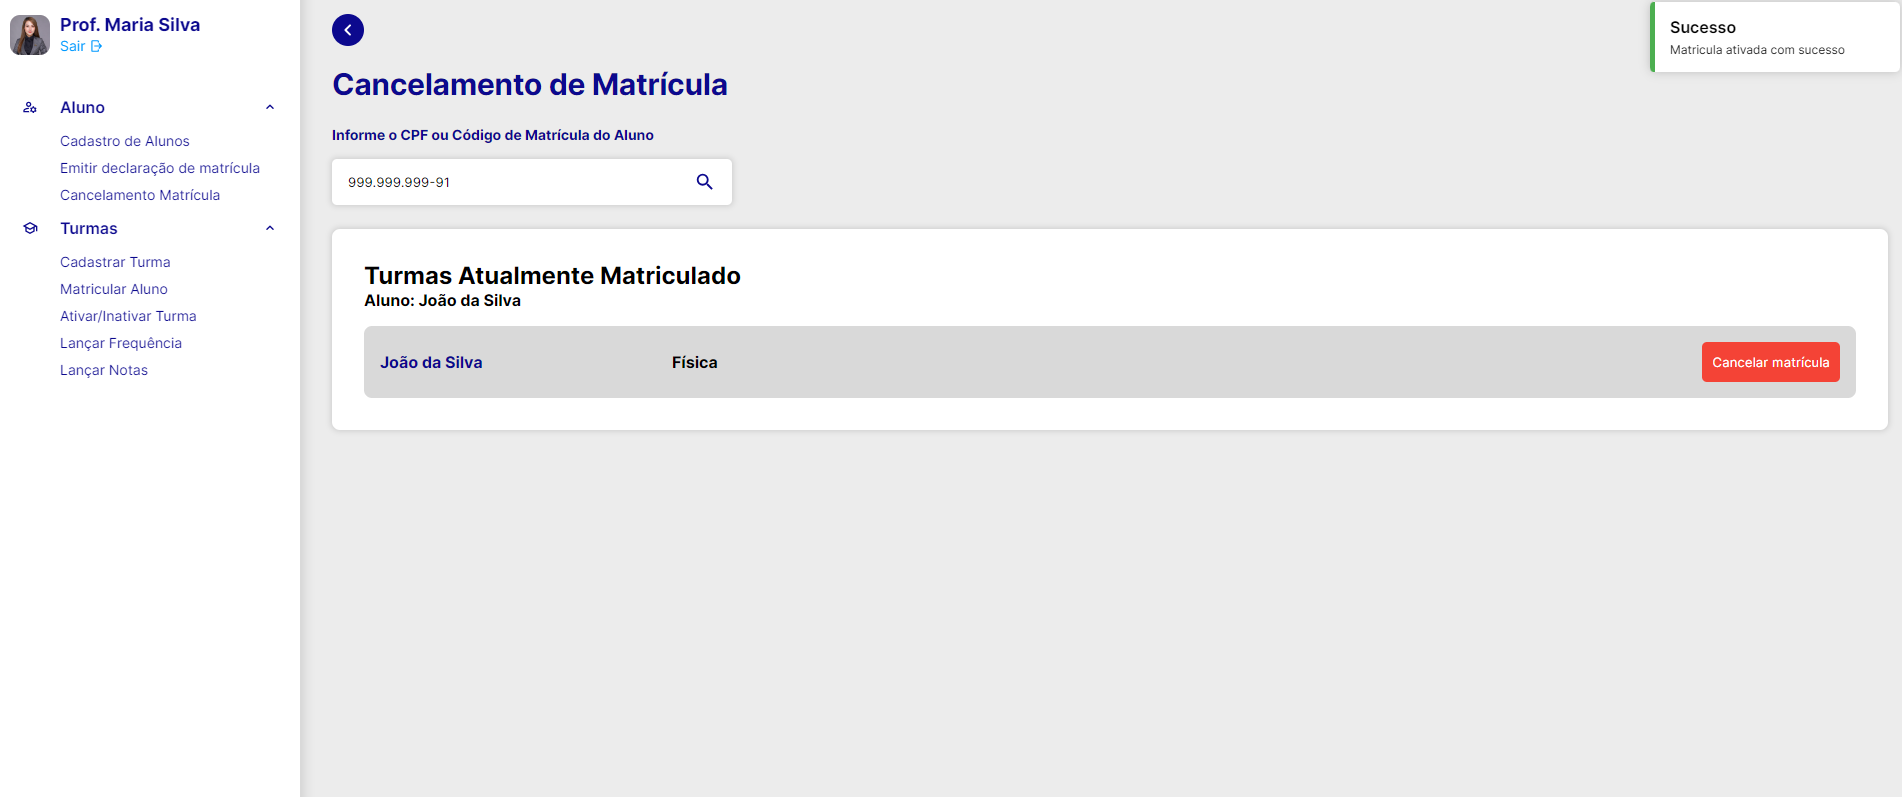 Prof. Maria Silva
Sair
Aluno
Cadastro de Alunos
Emitir declaração de matrícula
Cancelamento Matrícula
Turmas
Cadastrar Turma
Matricular Aluno
Ativar/Inativar Turma
Lançar Frequência
Lançar Notas
Cancelamento de Matrícula
Informe o CPF ou Código de Matrícula do Aluno
999.999.999-91
Turmas Atualmente Matriculado
Aluno: João da Silva
João da Silva Física Cancelar matrícula
Sucesso
Matricula ativada com sucesso